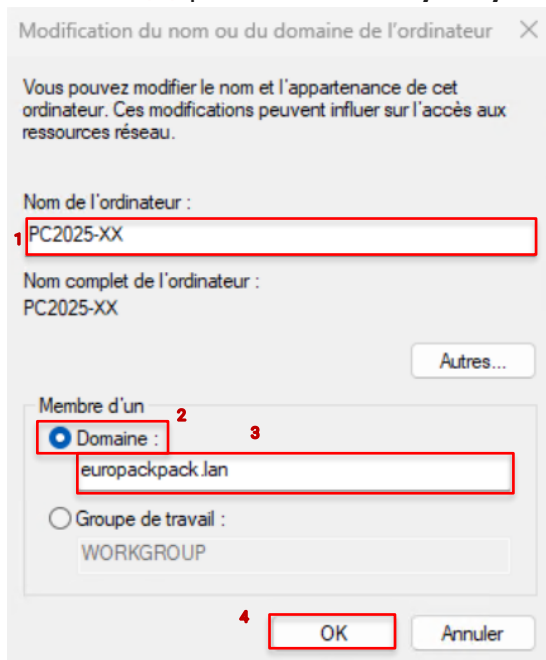 Modification du nom ou du domaine de l'ordinateur
Vous pouvez modifier le nom et l'appartenance de cet
ordinateur. Ces modifications peuvent influer sur l'accès aux
ressources réseau.
Nom de l'ordinateur :
1
PC2025-XX
Nom complet de l'ordinateur :
PC2025-XX
Autres...
Membre d'un
2
Domaine :
3
europackpack.lan
Groupe de travail :
WORKGROUP
4
OK
Annuler